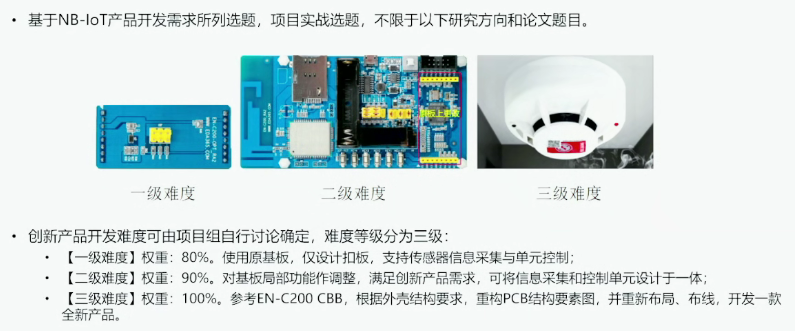 • 基于NB-IoT产品开发需求所列选题，项目实战选题，不限于以下研究方向和论文题目。
一级难度
二级难度
三级难度
• 创新产品开发难度可由项目组自行讨论确定，难度等级分为三级：
• 【一级难度】权重：80%。使用原基板，仅设计扣板，支持传感器信息采集与单元控制；
• 【二级难度】权重：90%。对基板局部功能作调整，满足创新产品需求，可将信息采集和控制单元设计于一体；
• 【三级难度】权重：100%。参考EN-C200 CBB，根据外壳结构要求，重构PCB结构要素图，并重新布局、布线，开发一款
全新产品。